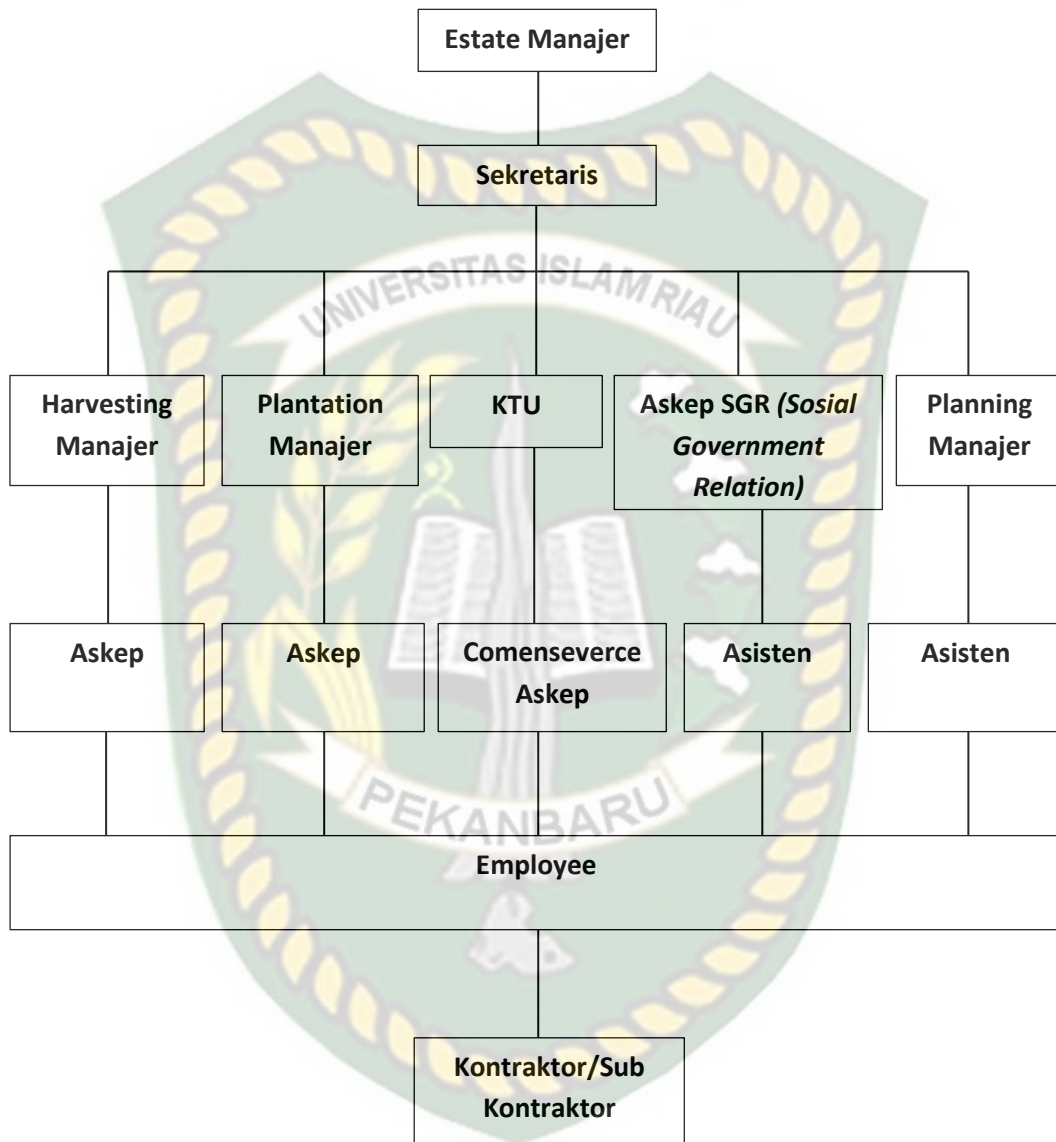 Estate Manajer
Sekretaris
UNIVERSITAS ISLAM RIAU
Harvesting
Manajer
Plantation
Manajer
KTU
Askep SGR (Sosial
Government
Relation)
Planning
Manajer
Askep
Askep
Comenseverce
Askep
Asisten
Asisten
PEKANBARU
Employee
Kontraktor/Sub
Kontraktor